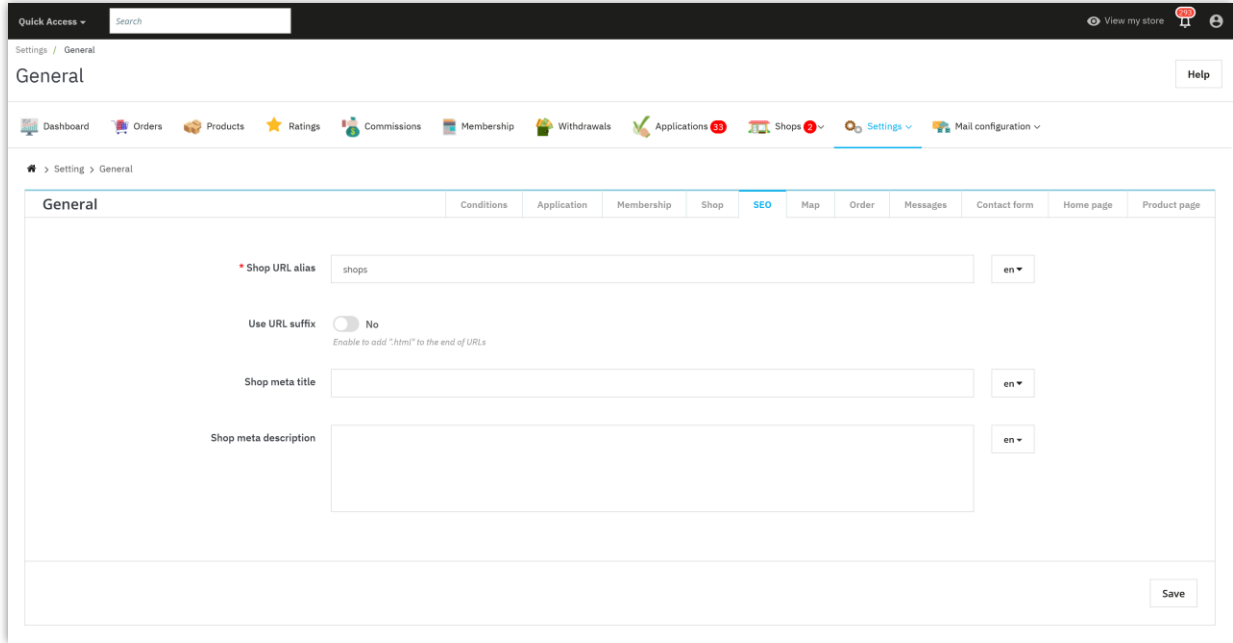 Quick Access Search View my store 293
Settings / General
General
Help
Dashboard Orders Products Ratings Commissions Membership Withdrawals Applications 33 Shops 2 Settings Mail configuration
> Setting > General
General Conditions Application Membership Shop SEO Map Order Messages Contact form Home page Product page
* Shop URL alias shops en
Use URL suffix No
Enable to add ".html" to the end of URLs
Shop meta title en
Shop meta description en
Save